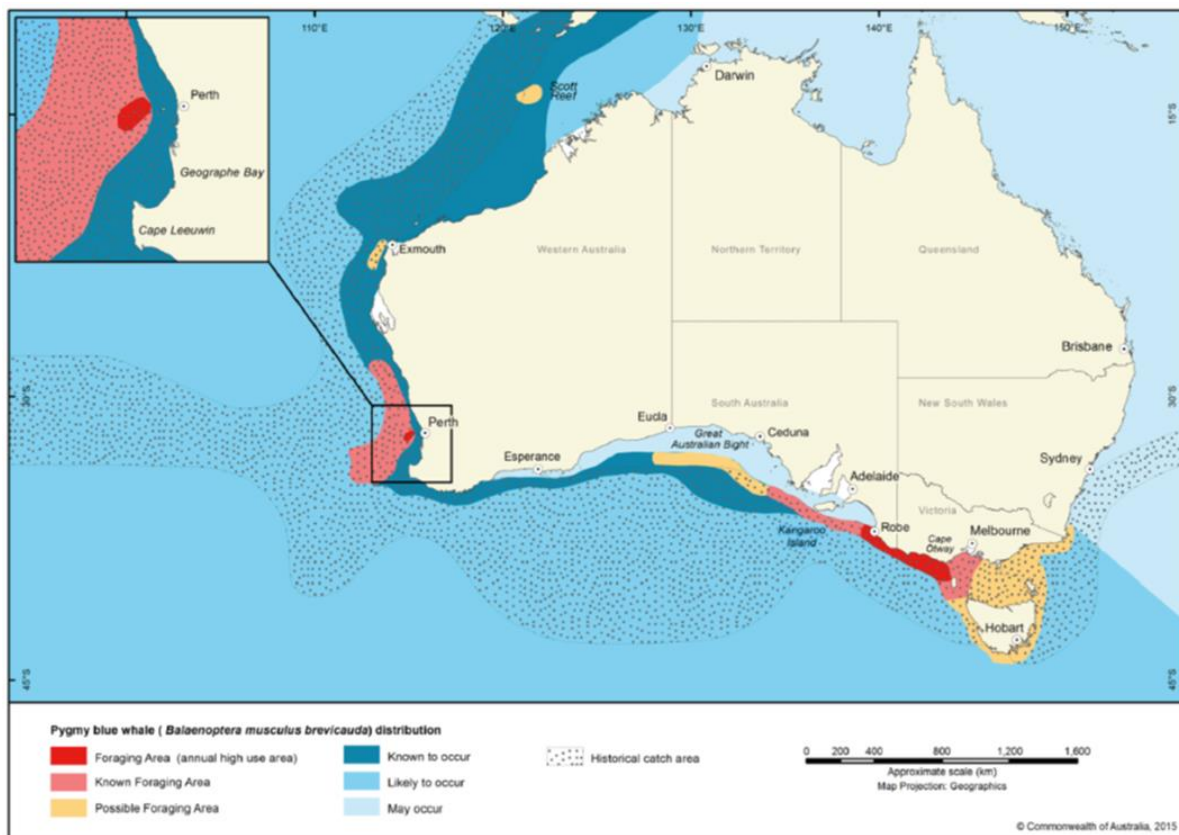 110°E
120°E
130°E
140°E
150°E
Perth
Geographe Bay
Cape Leeuwin
Scott
Reef
Darwin
15°S
15°S
Exmouth
Western Australia
Northern Territory
Queensland
Brisbane
30°S
30°S
South Australia
New South Wales
Perth
Esperance
Eucla
Great
Australian Bight
Ceduna
Sydney
Adelaide
Victoria
Kangaroo
Island
Robe
Cape
Otway
Melbourne
Hobart
45°S
45°S
Pygmy blue whale ( Balaenoptera musculus brevicauda) distribution
Foraging Area (annual high use area)
Known Foraging Area
Possible Foraging Area
Known to occur
Likely to occur
May occur
Historical catch area
0 200 400 800 1,200 1,600
Approximate scale (km)
Map Projection: Geographics
© Commonwealth of Australia, 2015